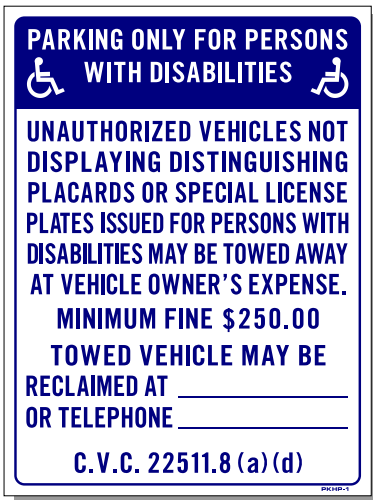 PARKING ONLY FOR PERSONS
WITH DISABILITIES
UNAUTHORIZED VEHICLES NOT
DISPLAYING DISTINGUISHING
PLACARDS OR SPECIAL LICENSE
PLATES ISSUED FOR PERSONS WITH
DISABILITIES MAY BE TOWED AWAY
AT VEHICLE OWNER'S EXPENSE.
MINIMUM FINE $250.00
TOWED VEHICLE MAY BE
RECLAIMED AT
OR TELEPHONE
C.V.C. 22511.8 (a)(d)
PKHP-1